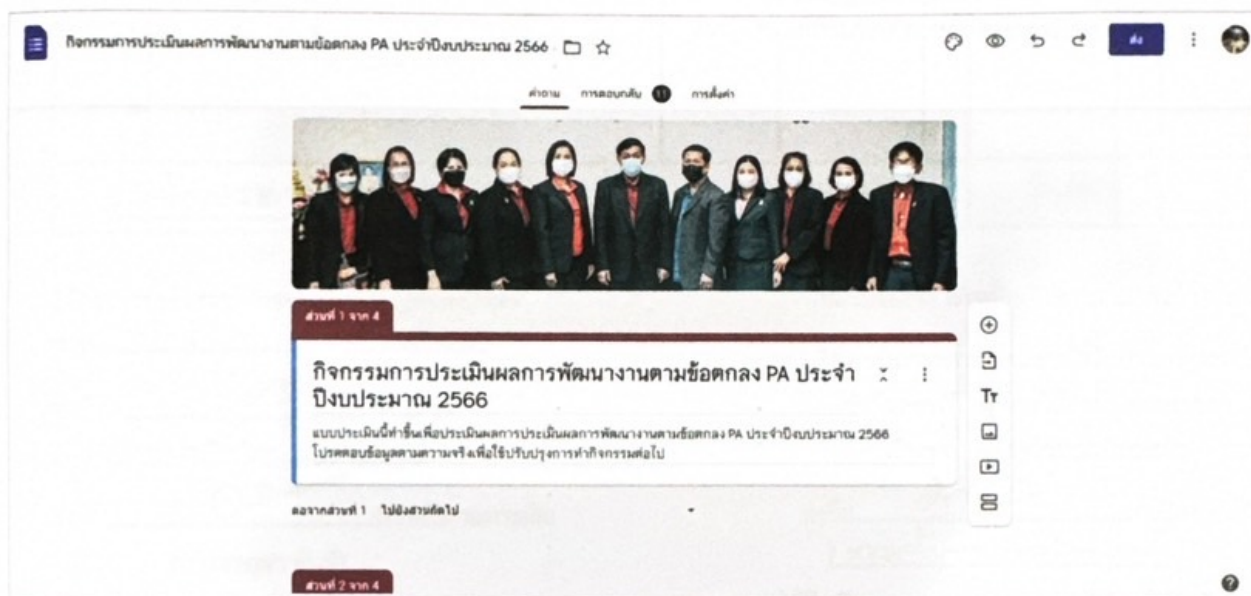 กิจกรรมการประเมินผลการพัฒนางานตามข้อตกลง PA ประจำปีงบประมาณ 2566
ส่ง
คำถาม การตอบกลับ 11 การตั้งค่า
ส่วนที่ 1 จาก 4
กิจกรรมการประเมินผลการพัฒนางานตามข้อตกลง PA ประจำ
ปีงบประมาณ 2566
แบบประเมินนี้ทำขึ้นเพื่อประเมินผลการประเมินผลการพัฒนางานตามข้อตกลง PA ประจำปีงบประมาณ 2566
โปรดตอบข้อมูลตามความจริงเพื่อใช้ปรับปรุงการทำกิจกรรมต่อไป
Tт
ต่อจากส่วนที่ 1 ไปยังส่วนถัดไป
ส่วนที่ 2 จาก 4